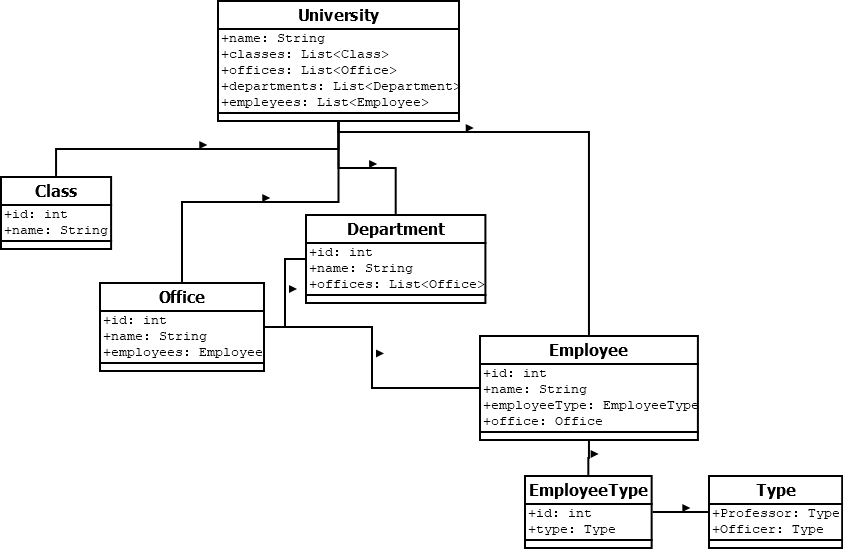 University
+name: String
+classes: List<Class>
+offices: List<Office>
+departments: List<Department>
+empleyees: List<Employee>
Class
+id: int
+name: String
Department
+id: int
+name: String
+offices: List<Office>
Office
+id: int
+name: String
+employees: Employee
Employee
+id: int
+name: String
+employeeType: EmployeeType
+office: Office
EmployeeType
+id: int
+type: Type
Type
+Professor: Type
+Officer: Type